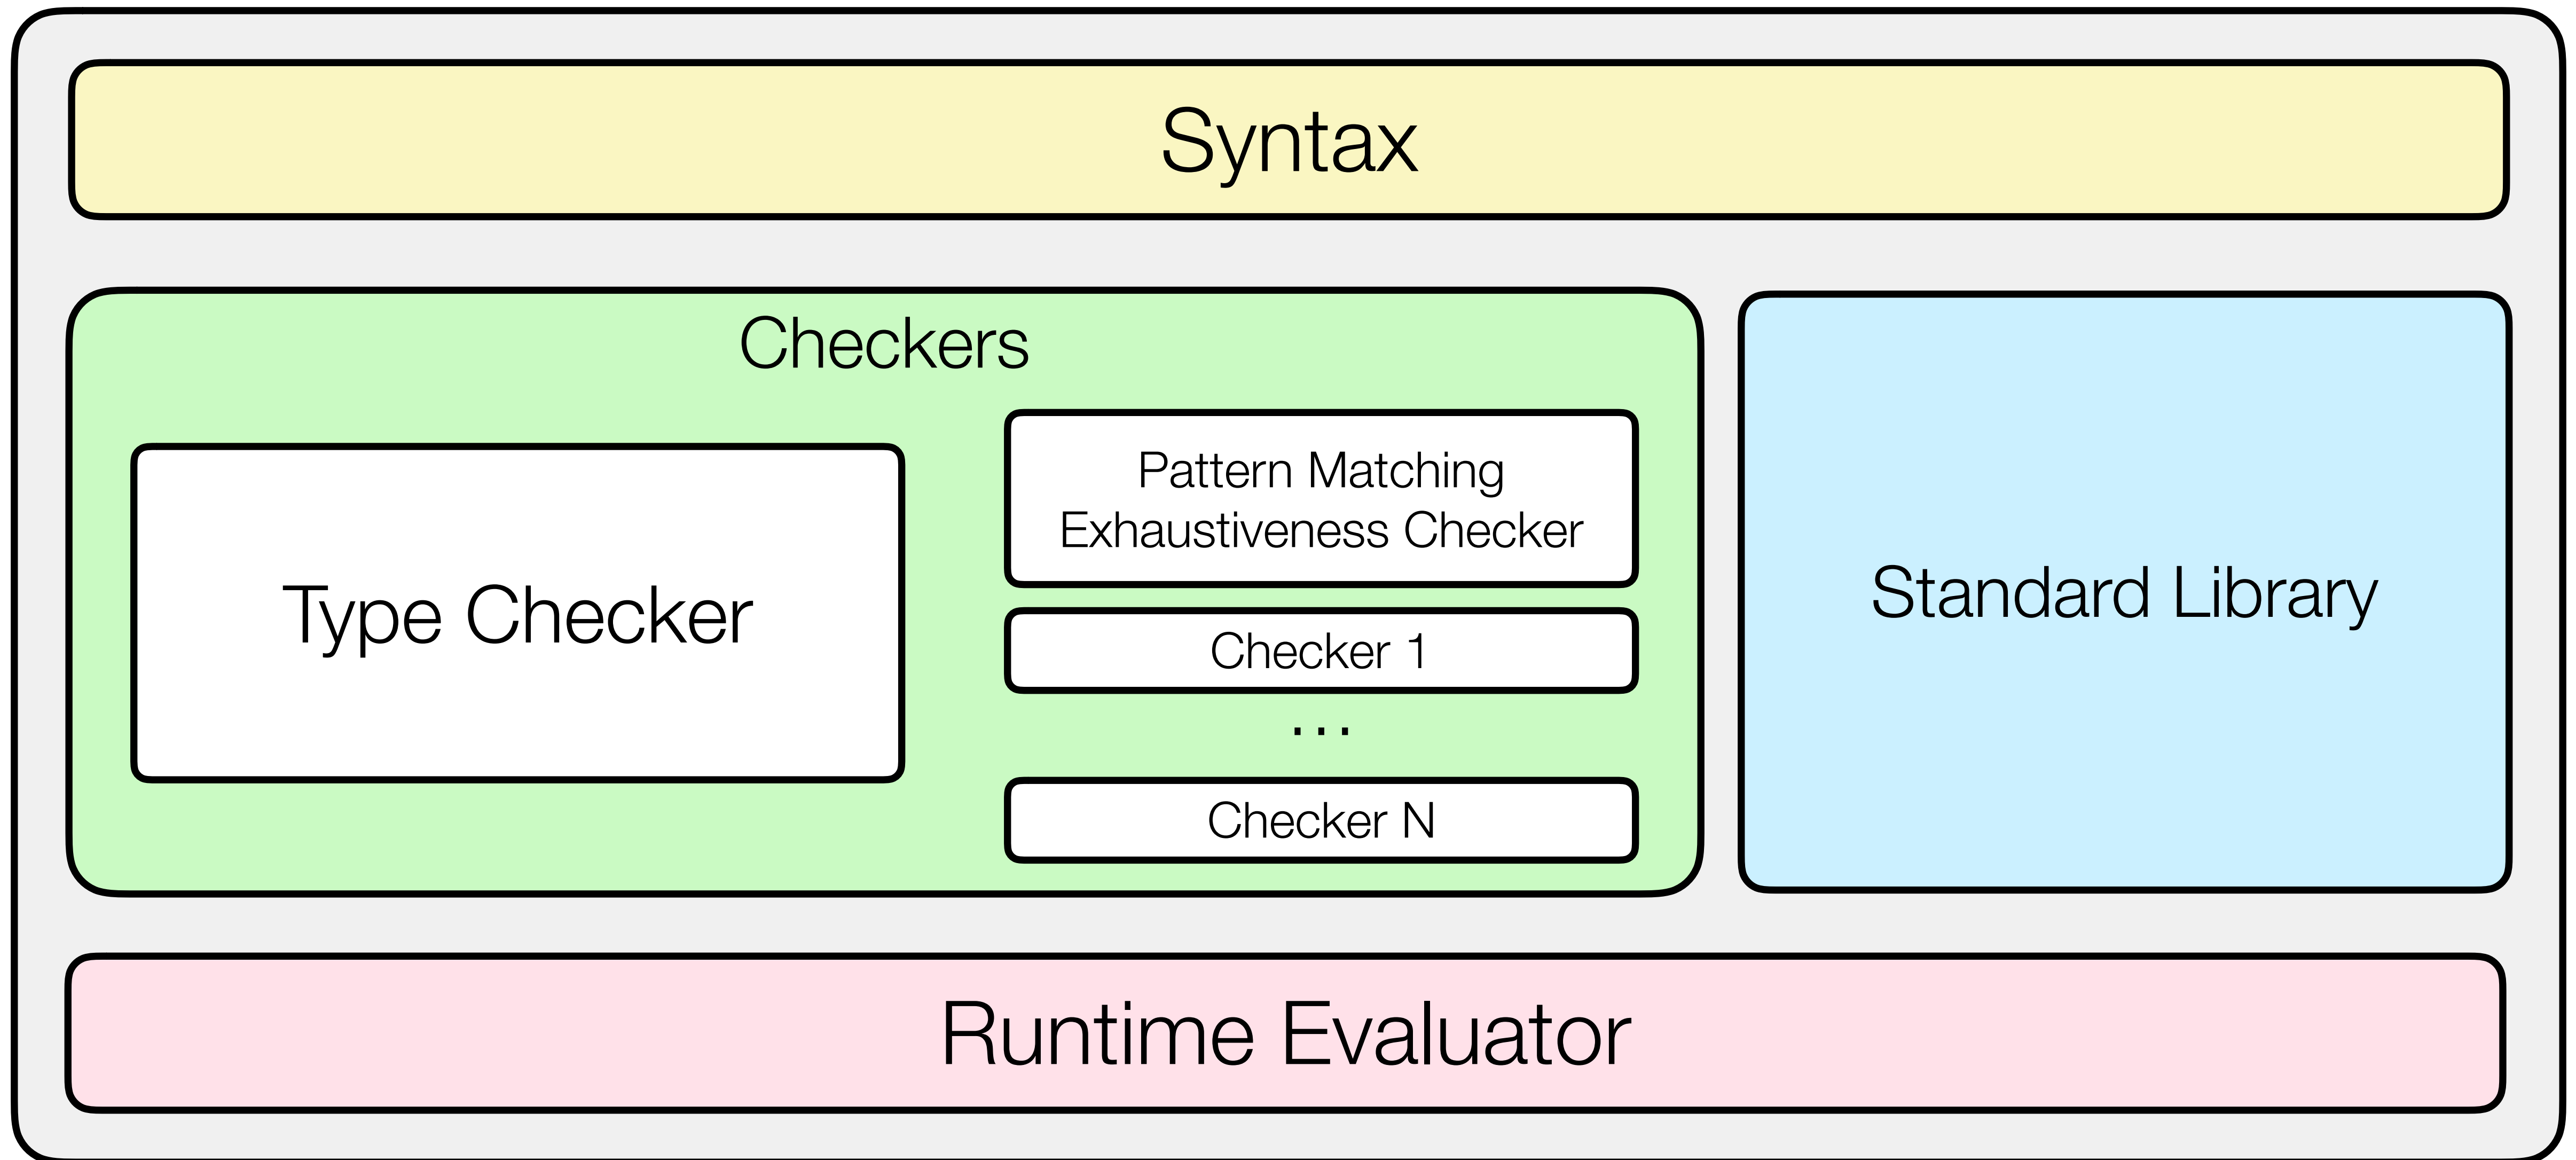 Syntax
Checkers
Type Checker
Pattern Matching
Exhaustiveness Checker
Checker 1
...
Checker N
Standard Library
Runtime Evaluator